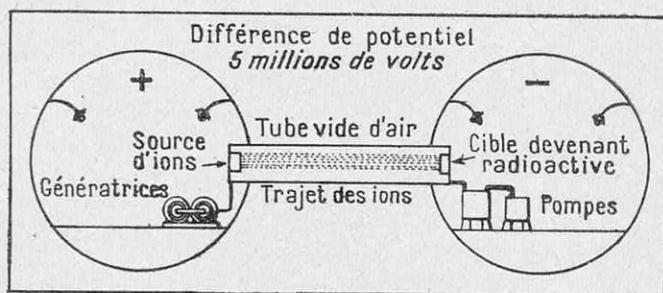 Différence de potentiel
5 millions de volts
+
−
Source
d'ions
Tube vide d'air
Cible devenant
radioactive
Génératrices
Trajet des ions
Pompes